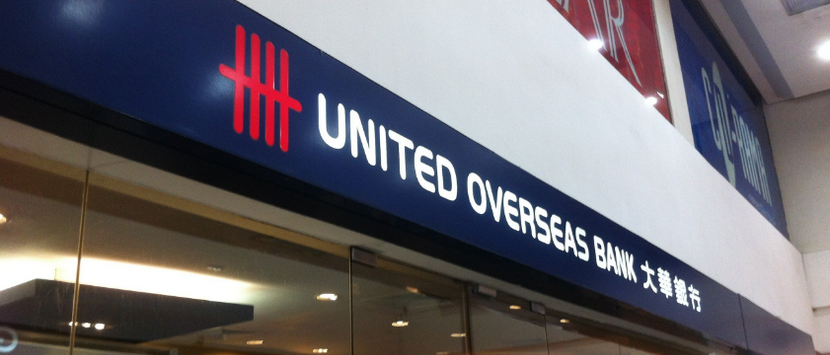 UNITED OVERSEAS BANK 大華銀行